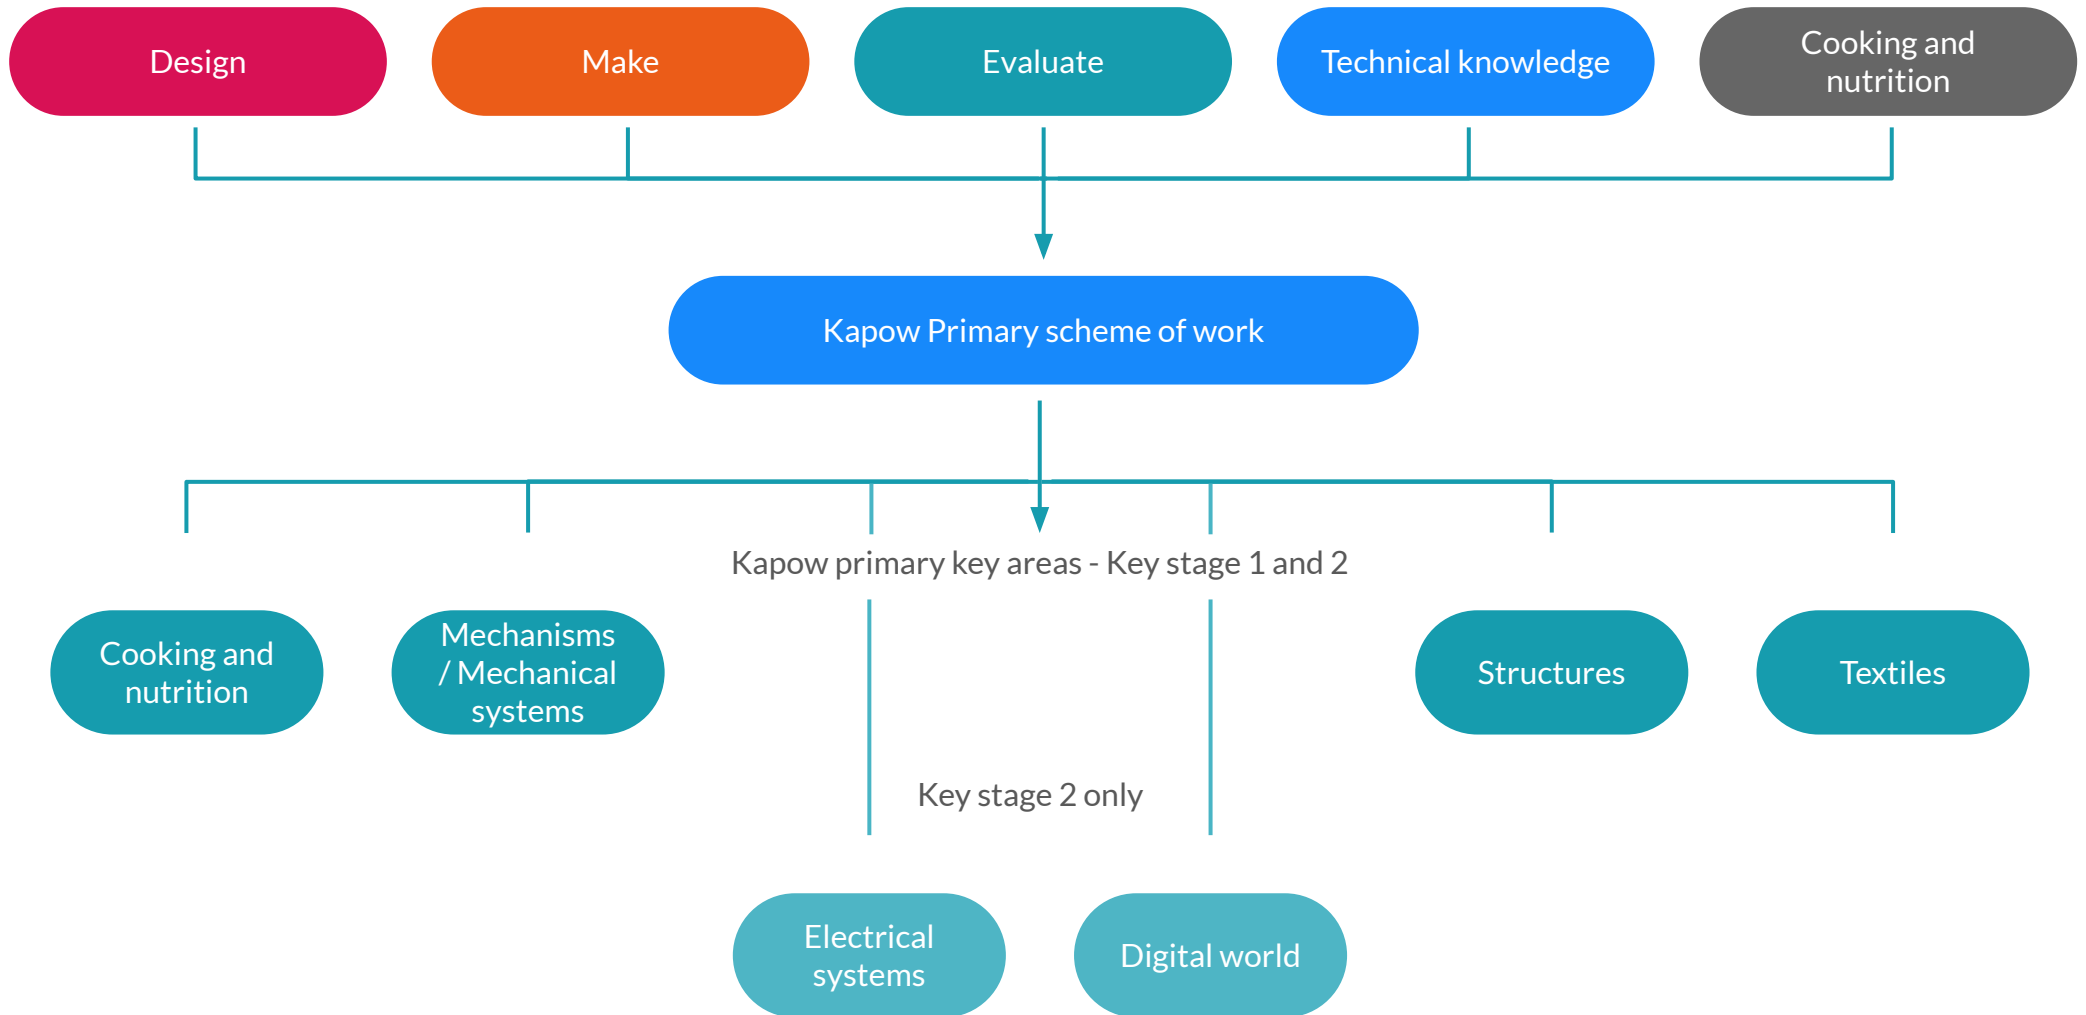 Design
Make
Evaluate
Technical knowledge
Cooking and
nutrition
Kapow Primary scheme of work
Kapow primary key areas - Key stage 1 and 2
Cooking and
nutrition
Mechanisms
/ Mechanical
systems
Structures
Textiles
Key stage 2 only
Electrical
systems
Digital world